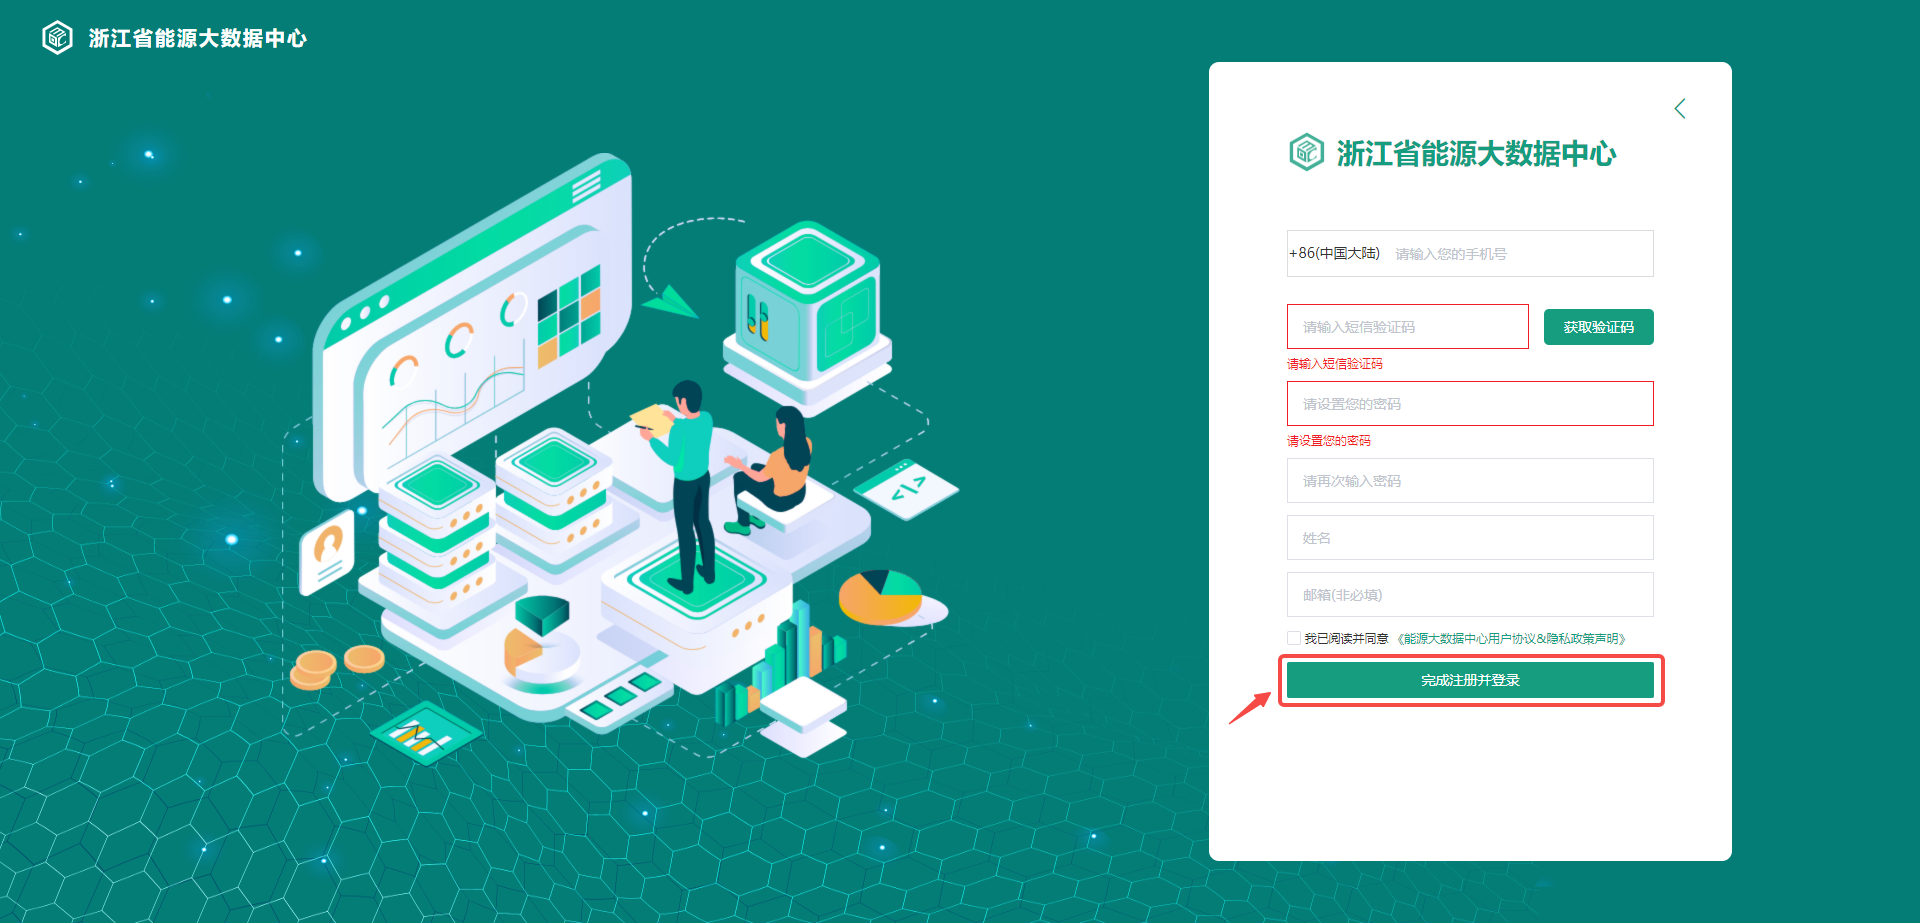 浙江省能源大数据中心
浙江省能源大数据中心
+86(中国大陆) 请输入您的手机号
请输入短信验证码 获取验证码
请输入短信验证码
请设置您的密码
请设置您的密码
请再次输入密码
姓名
邮箱(非必填)
我已阅读并同意 《能源大数据中心用户协议&隐私政策声明》
完成注册并登录